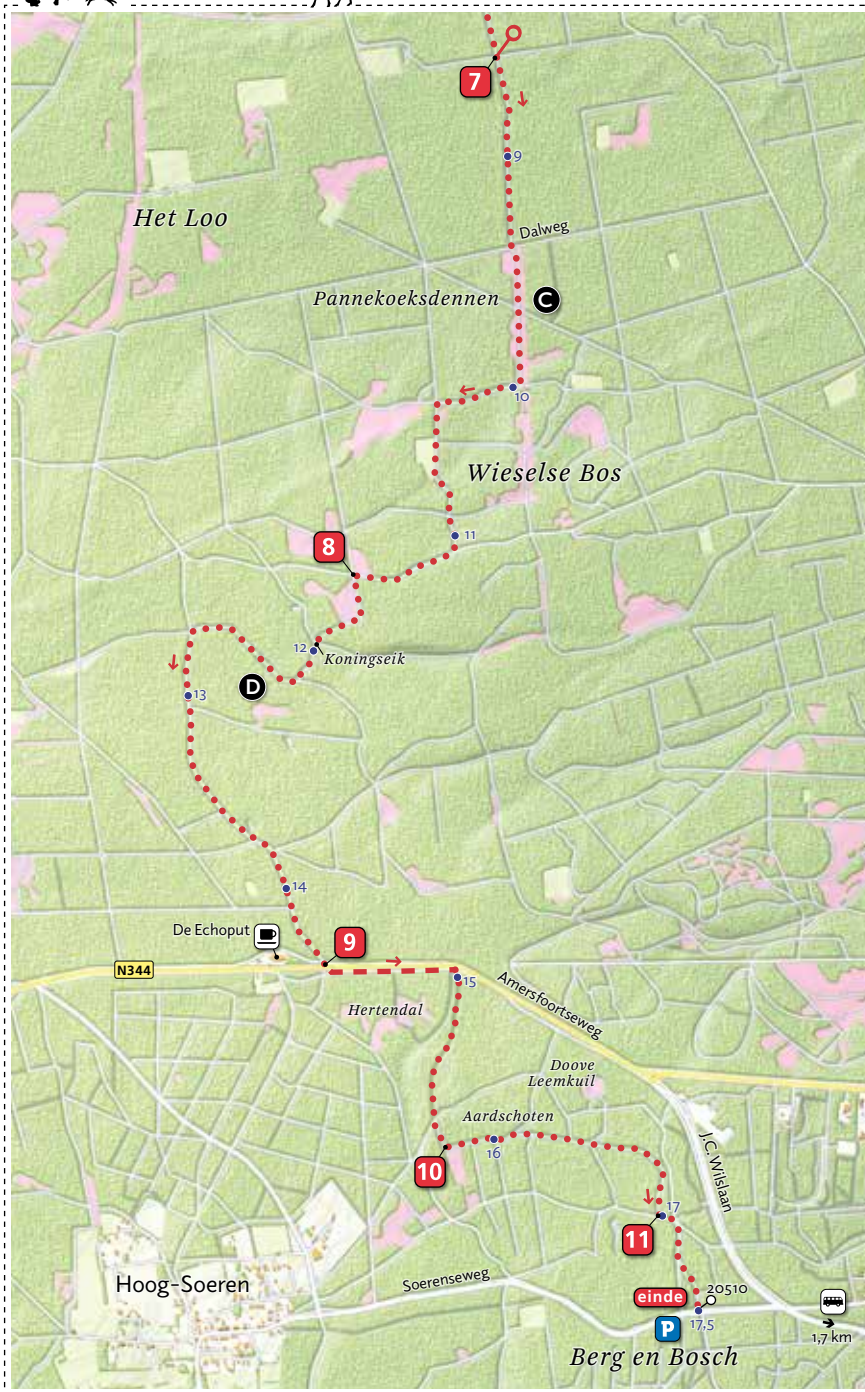 7
9
Het Loo
Dalweg
Pannekoeksdennen
C
10
Wieselse Bos
11
8
12
Koningseik
D
13
14
De Echoput
9
N344
15
Hertendal
Amersfoortseweg
Doove
Leemkuil
Aardschoten
16
10
J.C. Wilslaan
17
11
Hoog-Soeren
Soerenseweg
einde
20510
17,5
P
1,7 km
Berg en Bosch